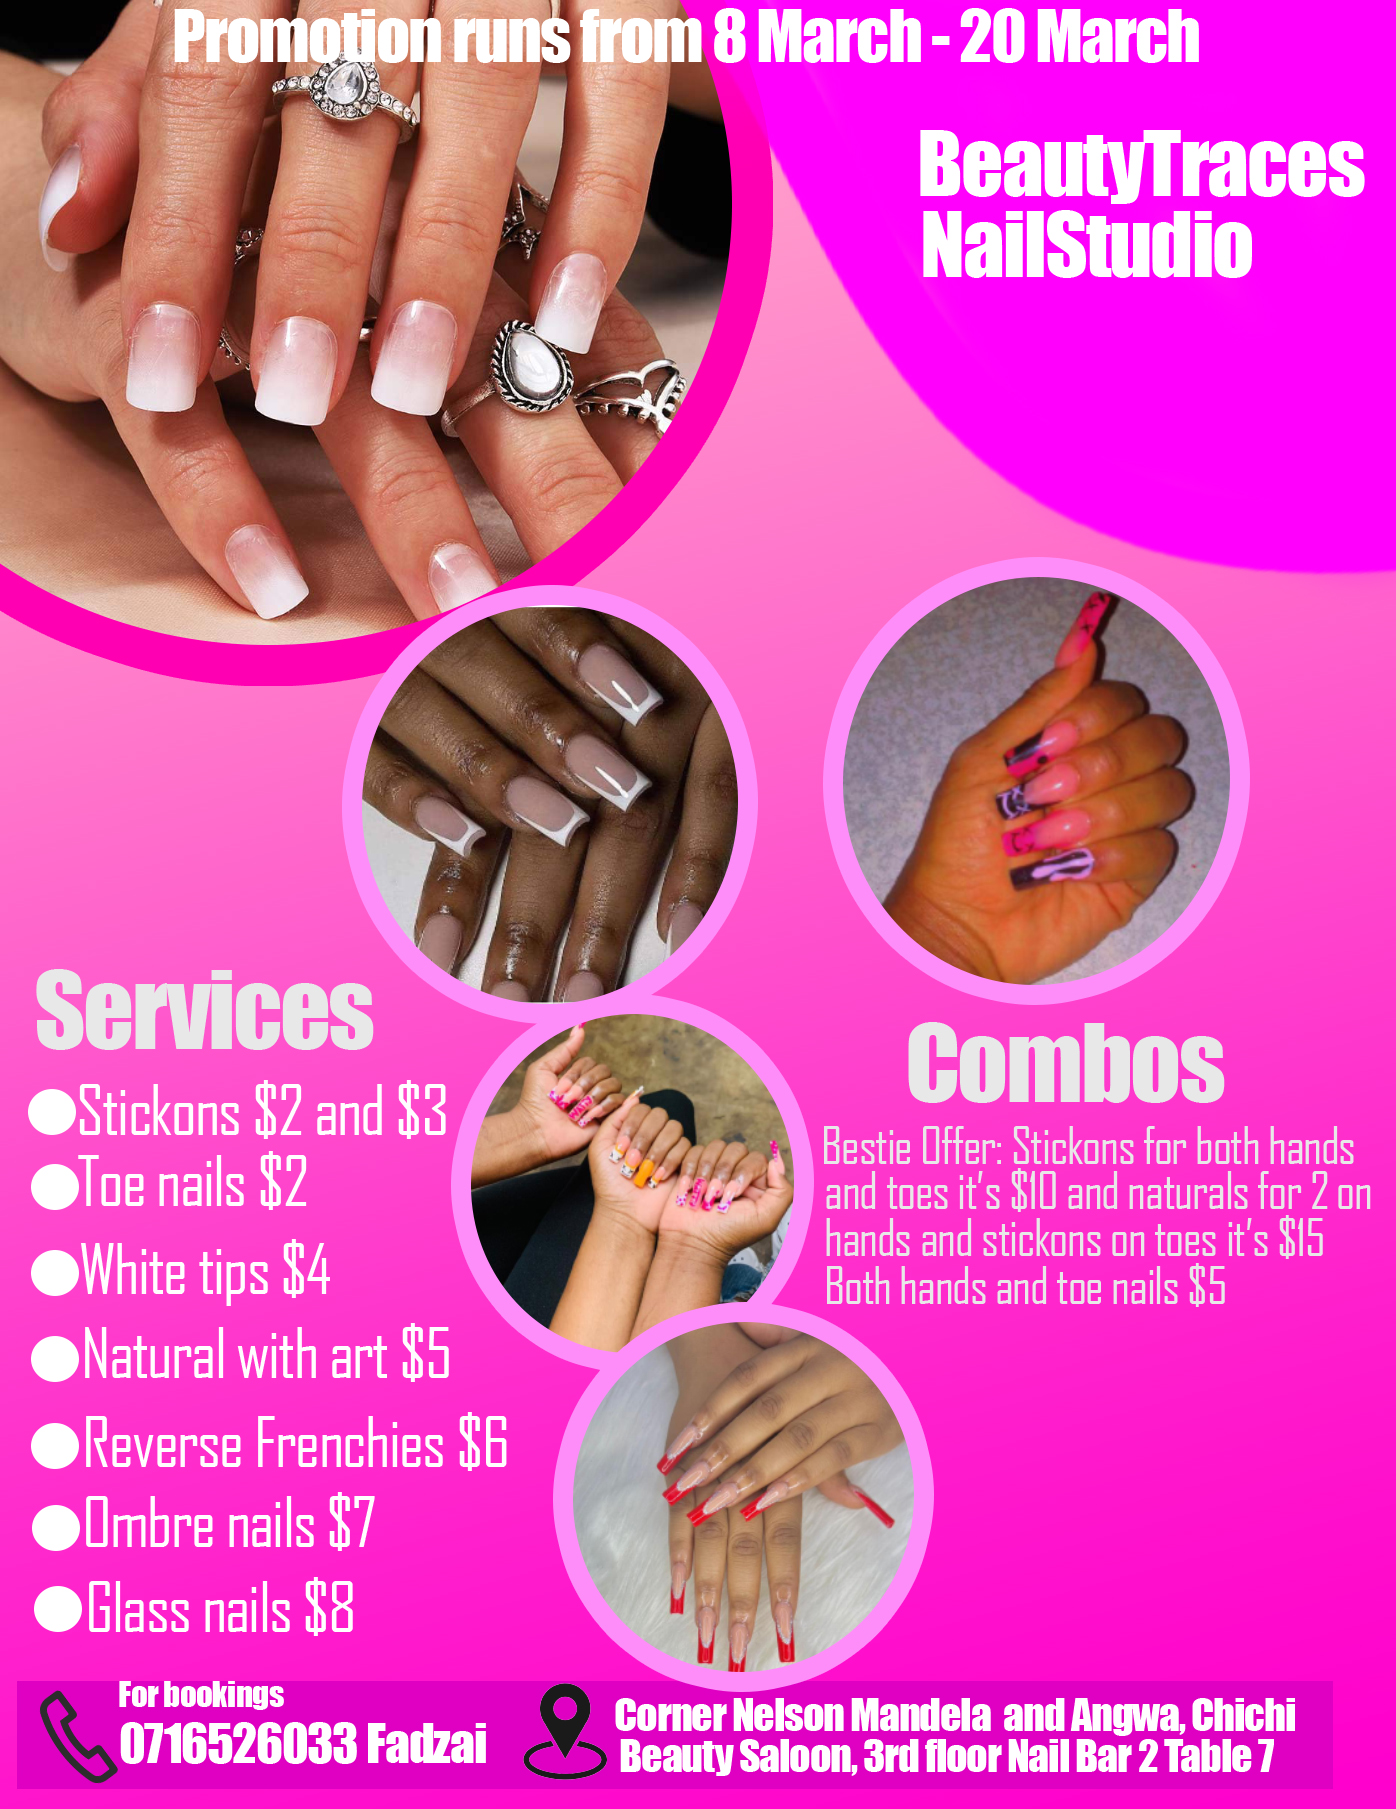 Promotion runs from 8 March - 20 March
BeautyTraces
NailStudio
Services
Stickons $2 and $3
Toe nails $2
White tips $4
Natural with art $5
Reverse Frenchies $6
Ombre nails $7
Glass nails $8
Combos
Bestie Offer: Stickons for both hands
and toes it's $10 and naturals for 2 on
hands and stickons on toes it's $15
Both hands and toe nails $5
For bookings
0716526033 Fadzai
Corner Nelson Mandela and Angwa, Chichi
Beauty Saloon, 3rd floor Nail Bar 2 Table 7